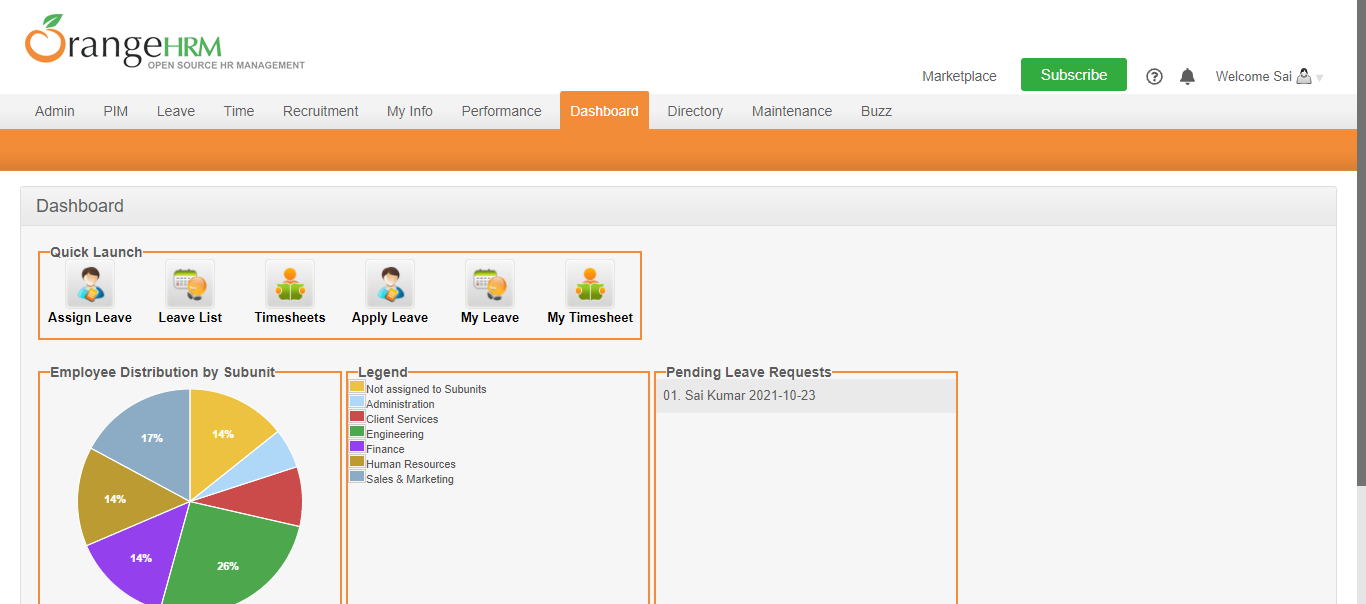 OrangeHRM
OPEN SOURCE HR MANAGEMENT
Marketplace Subscribe ? Welcome Sai
Admin PIM Leave Time Recruitment My Info Performance Dashboard Directory Maintenance Buzz
Dashboard
Quick Launch
Assign Leave Leave List Timesheets Apply Leave My Leave My Timesheet
Employee Distribution by Subunit
14%
17%
14%
14%
26%
Legend
Not assigned to Subunits
Administration
Client Services
Engineering
Finance
Human Resources
Sales & Marketing
Pending Leave Requests
01. Sai Kumar 2021-10-23